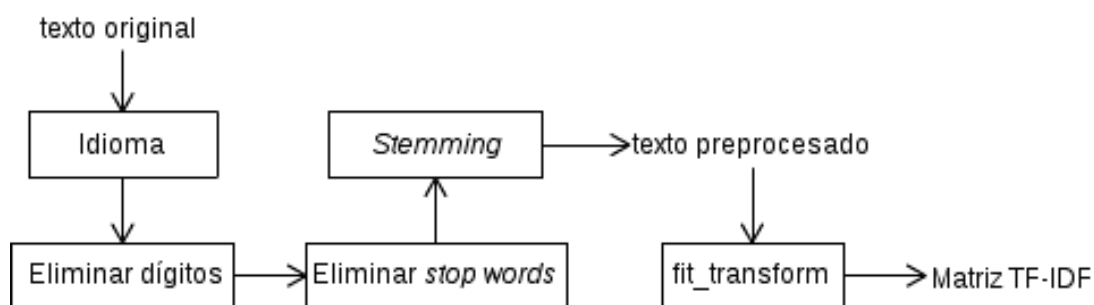 texto original
Idioma
Eliminar dígitos
Eliminar stop words
Stemming
texto preprocesado
fit_transform
Matriz TF-IDF